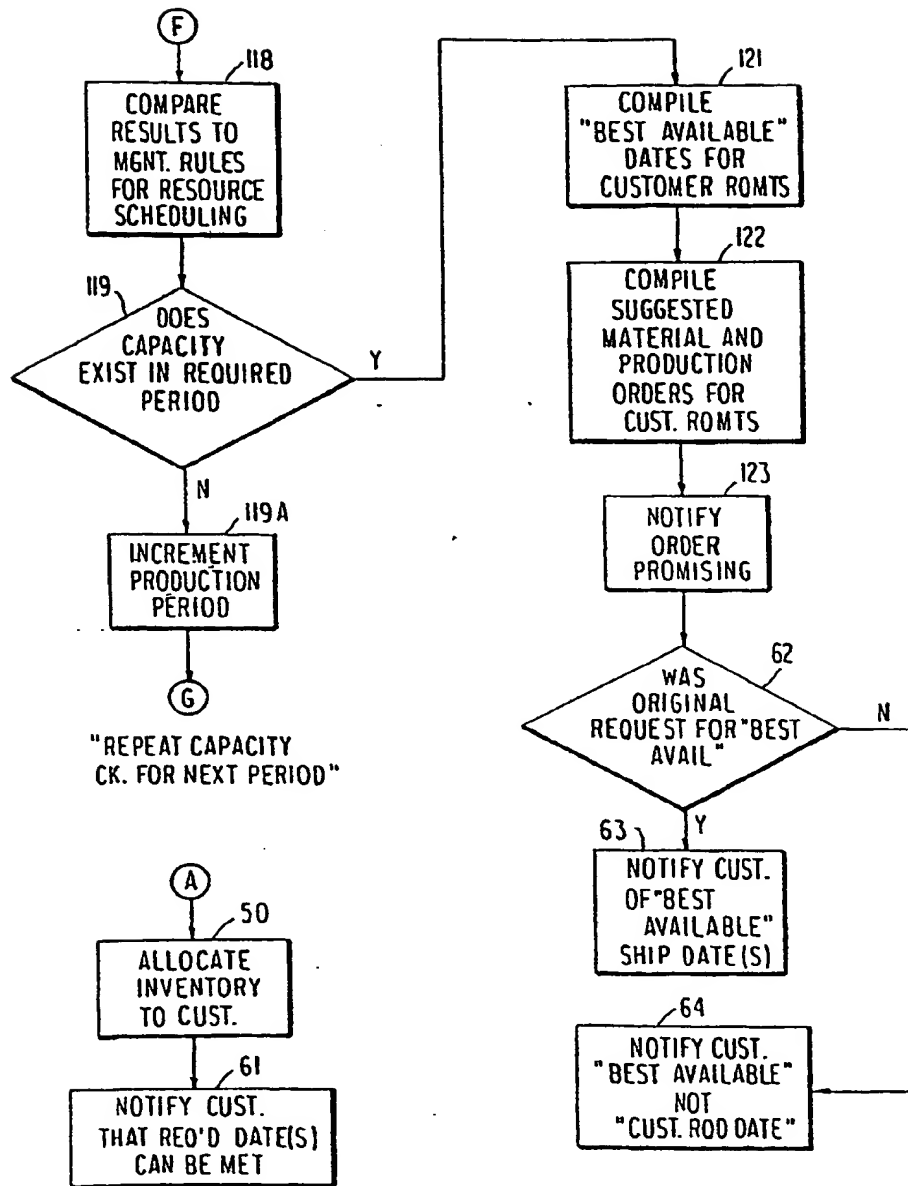 F
118
COMPARE
RESULTS TO
MGNT. RULES
FOR RESOURCE
SCHEDULING
119
DOES
CAPACITY
EXIST IN REQUIRED
PERIOD
Y
N
119A
INCREMENT
PRODUCTION
PERIOD
G
"REPEAT CAPACITY
CK. FOR NEXT PERIOD"
A
50
ALLOCATE
INVENTORY
TO CUST.
61
NOTIFY CUST.
THAT REO'D DATE(S)
CAN BE MET
121
COMPILE
"BEST AVAILABLE"
DATES FOR
CUSTOMER ROMTS
122
COMPILE
SUGGESTED
MATERIAL AND
PRODUCTION
ORDERS FOR
CUST. ROMTS
123
NOTIFY
ORDER
PROMISING
62
WAS
ORIGINAL
REQUEST FOR "BEST
AVAIL"
N
Y
63
NOTIFY CUST.
OF "BEST
AVAILABLE"
SHIP DATE(S)
64
NOTIFY CUST.
"BEST AVAILABLE"
NOT
"CUST. ROD DATE"